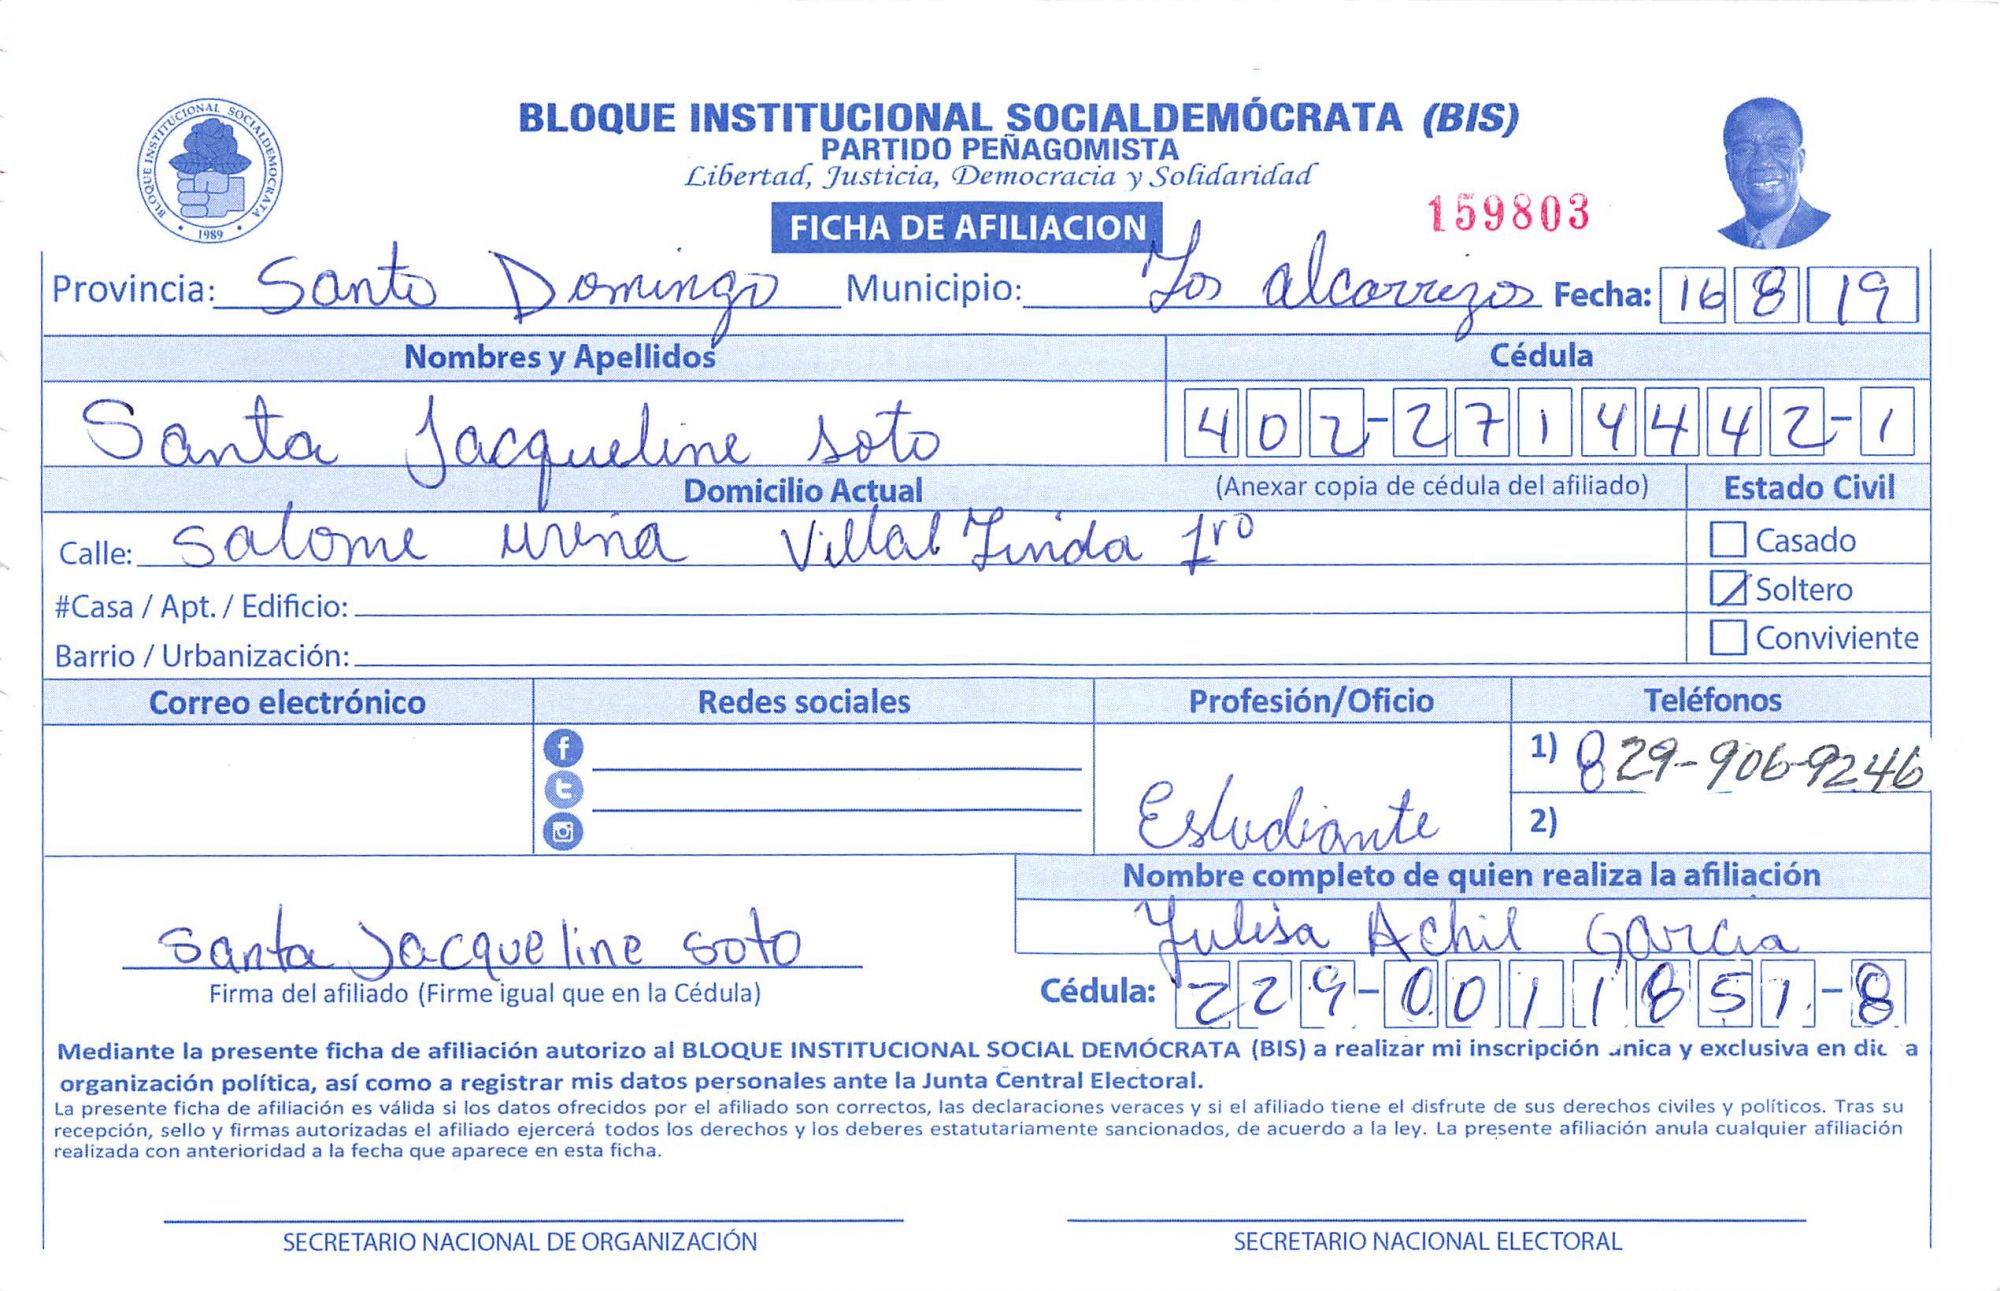 BLOQUE INSTITUCIONAL SOCIALDEMÓCRATA (BIS)
PARTIDO PEÑAGOMISTA
Libertad, Justicia, Democracia y Solidaridad
BLOQUE INSTITUCIONAL SOCIALDEMOCRATA
1989
159803
FICHA DE AFILIACION
Provincia: Santo Domingo Municipio: Los alcarrizos Fecha: 16 8 19
Nombres y Apellidos Cédula
Santa Jacqueline soto 402-2714442-1
Domicilio Actual (Anexar copia de cédula del afiliado) Estado Civil
Calle: Salome ureña Villal Linda 1ro Casado
#Casa / Apt. / Edificio: Soltero
Barrio / Urbanización: Conviviente
Correo electrónico Redes sociales Profesión/Oficio Teléfonos
1) 829-906-9246
Estudiante 2)
Nombre completo de quien realiza la afiliación
Santa Jacqueline soto Yulisa Achil Garcia
Firma del afiliado (Firme igual que en la Cédula) Cédula: 229-0011851-8
Mediante la presente ficha de afiliación autorizo al BLOQUE INSTITUCIONAL SOCIAL DEMÓCRATA (BIS) a realizar mi inscripción única y exclusiva en dicha
organización política, así como a registrar mis datos personales ante la Junta Central Electoral.
La presente ficha de afiliación es válida si los datos ofrecidos por el afiliado son correctos, las declaraciones veraces y si el afiliado tiene el disfrute de sus derechos civiles y políticos. Tras su
recepción, sello y firmas autorizadas el afiliado ejercerá todos los derechos y los deberes estatutariamente sancionados, de acuerdo a la ley. La presente afiliación anula cualquier afiliación
realizada con anterioridad a la fecha que aparece en esta ficha.
SECRETARIO NACIONAL DE ORGANIZACIÓN SECRETARIO NACIONAL ELECTORAL